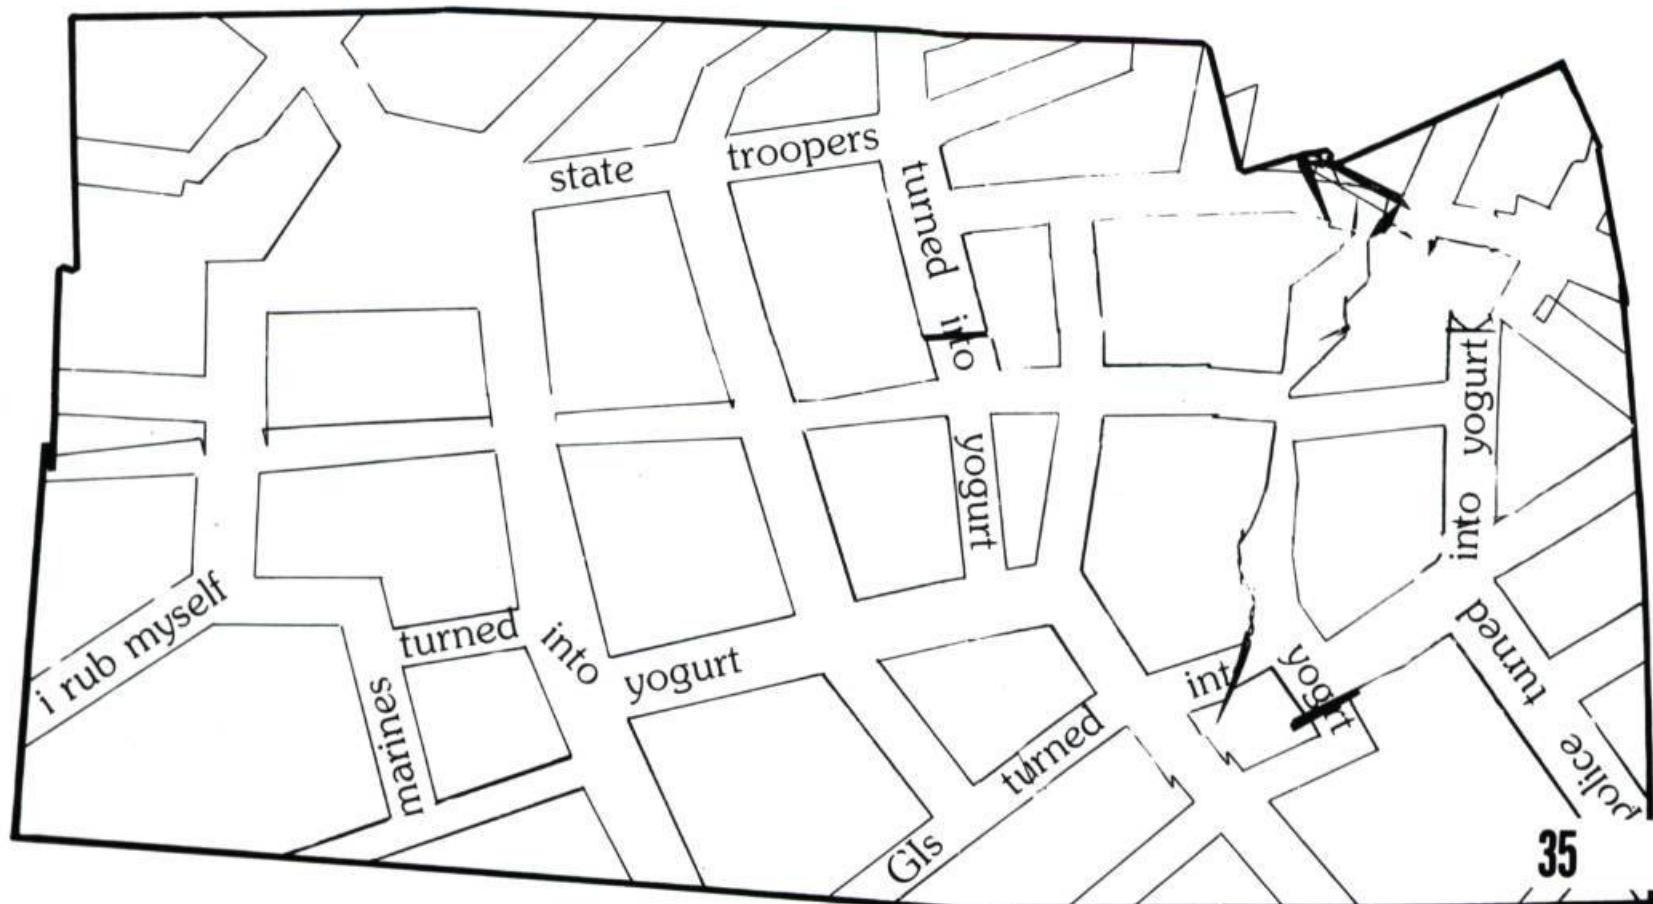 state troopers turned into yogurt
i rub myself
marines turned into yogurt
GIs turned int yogurt
police turned into yogurt
35